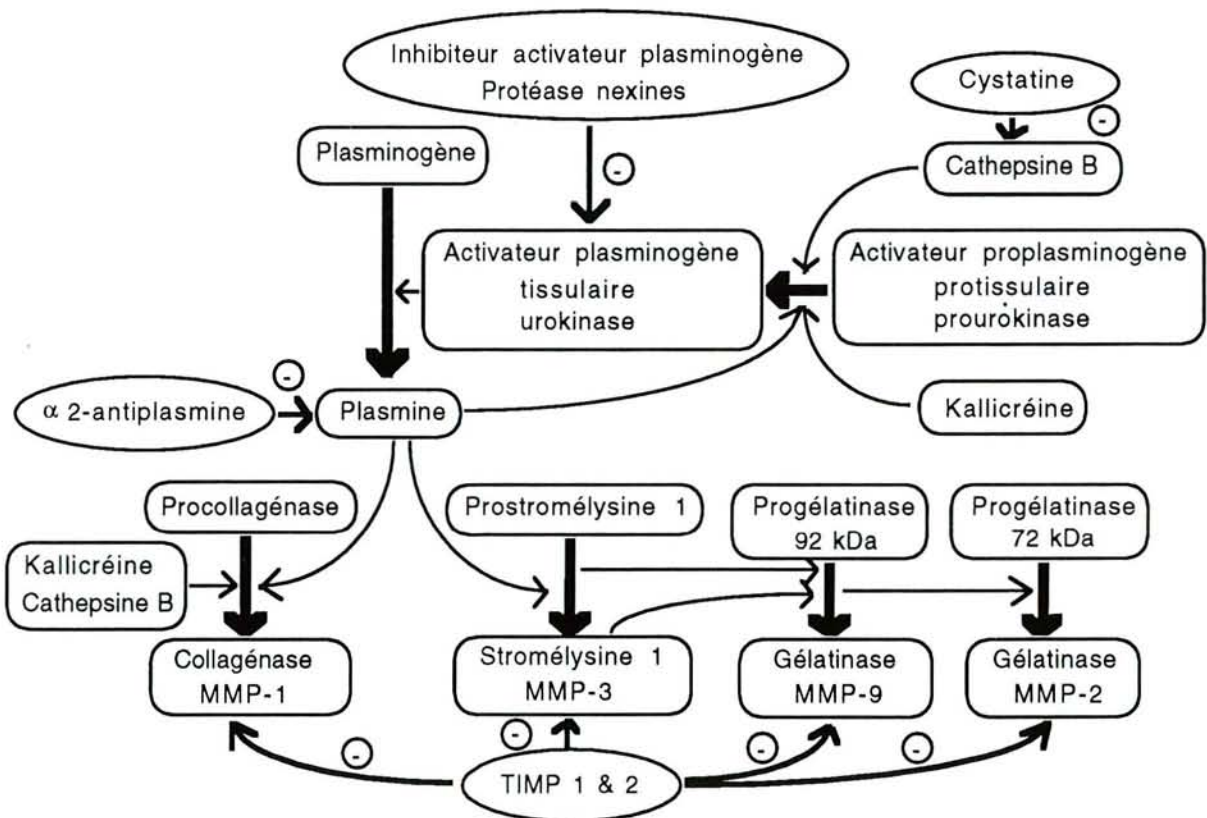 Inhibiteur activateur plasminogène
Protéase nexines
Cystatine
-
Plasminogène
-
Cathepsine B
Activateur plasminogène
tissulaire
urokinase
Activateur proplasminogène
protissulaire
prourokinase
-
α 2-antiplasmine
Plasmine
Kallicréine
Procollagénase
Prostromélysine 1
Progélatinase
92 kDa
Progélatinase
72 kDa
Kallicréine
Cathepsine B
Collagénase
MMP-1
Stromélysine 1
MMP-3
Gélatinase
MMP-9
Gélatinase
MMP-2
-
-
-
-
TIMP 1 & 2